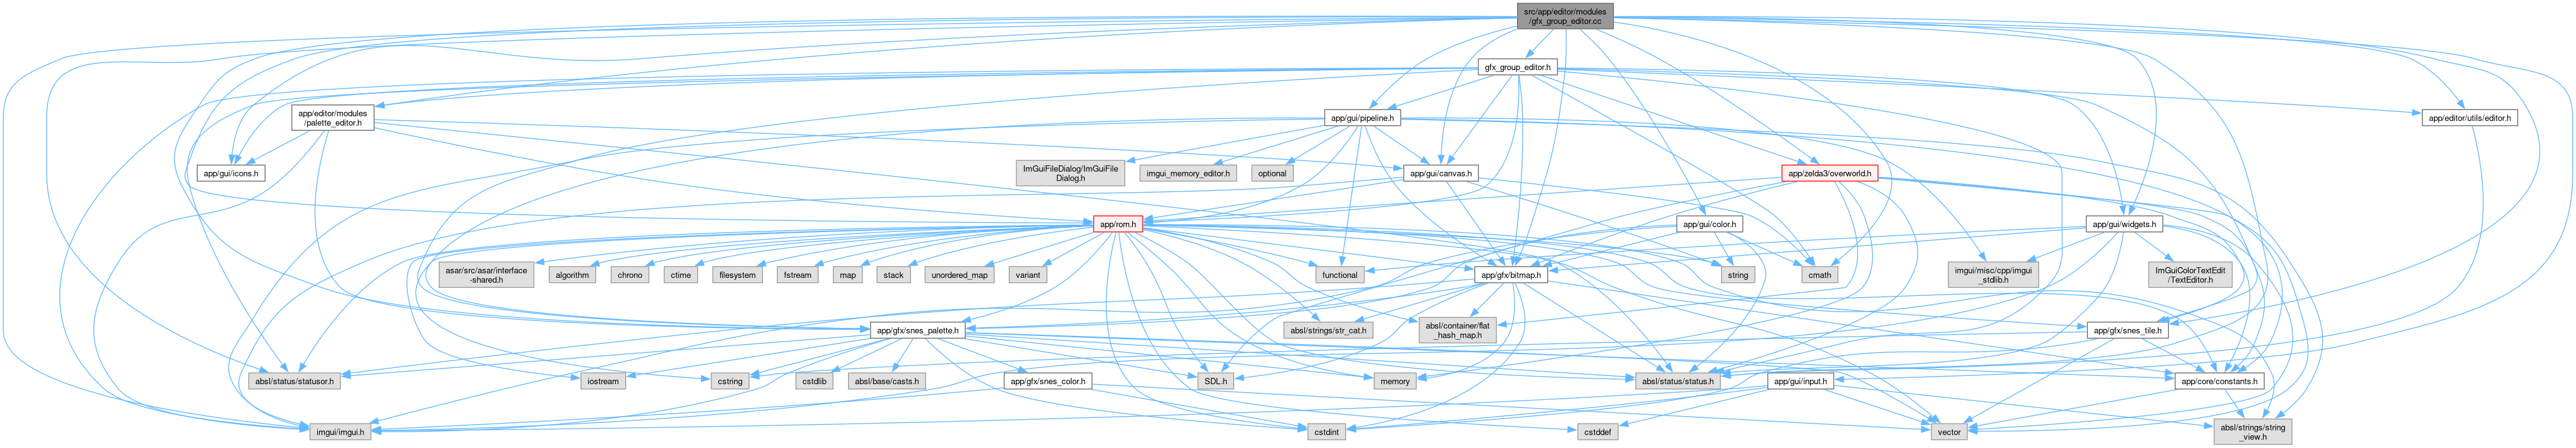 src/app/editor/modules
/gfx_group_editor.cc
gfx_group_editor.h
app/editor/modules
/palette_editor.h
app/gui/pipeline.h
app/editor/utils/editor.h
app/gui/icons.h
ImGuiFileDialog/ImGuiFile
Dialog.h
imgui_memory_editor.h
optional
app/gui/canvas.h
app/zelda3/overworld.h
app/rom.h
app/gui/color.h
app/gui/widgets.h
asar/src/asar/interface
-shared.h
algorithm
chrono
ctime
filesystem
fstream
map
stack
unordered_map
variant
functional
app/gfx/bitmap.h
string
cmath
imgui/misc/cpp/imgui
_stdlib.h
ImGuiColorTextEdit
/TextEditor.h
app/gfx/snes_palette.h
absl/strings/str_cat.h
absl/container/flat
_hash_map.h
app/gfx/snes_tile.h
absl/status/statusor.h
iostream
cstring
cstdlib
absl/base/casts.h
app/gfx/snes_color.h
SDL.h
memory
absl/status/status.h
app/gui/input.h
app/core/constants.h
imgui/imgui.h
cstdint
cstddef
vector
absl/strings/string
_view.h